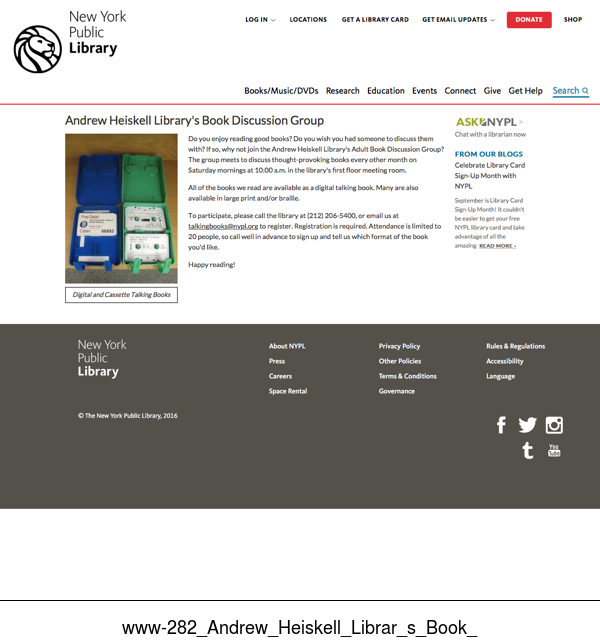 New York
Public
Library
LOG IN
LOCATIONS
GET A LIBRARY CARD
GET EMAIL UPDATES
DONATE
SHOP
Books/Music/DVDs Research Education Events Connect Give Get Help Search
Andrew Heiskell Library's Book Discussion Group
Do you enjoy reading good books? Do you wish you had someone to discuss them
with? If so, why not join the Andrew Heiskell Library's Adult Book Discussion Group?
The group meets to discuss thought-provoking books every other month on
Saturday mornings at 10:00 a.m. in the library's first floor meeting room.
All of the books we read are available as a digital talking book. Many are also
available in large print and/or braille.
To participate, please call the library at (212) 206-5400, or email us at
talkingbooks@nypl.org to register. Registration is required. Attendance is limited to
20 people, so call well in advance to sign up and tell us which format of the book
you'd like.
Happy reading!
Digital and Cassette Talking Books
ASK NYPL >
Chat with a librarian now
FROM OUR BLOGS
Celebrate Library Card
Sign-Up Month with
NYPL
September is Library Card
Sign-Up Month! It couldn't
be easier to get your free
NYPL library card and take
advantage of all the
amazing READ MORE ›
New York
Public
Library
About NYPL
Press
Careers
Space Rental
Privacy Policy
Other Policies
Terms & Conditions
Governance
Rules & Regulations
Accessibility
Language
© The New York Public Library, 2016
You
Tube
www-282_Andrew_Heiskell_Librar_s_Book_